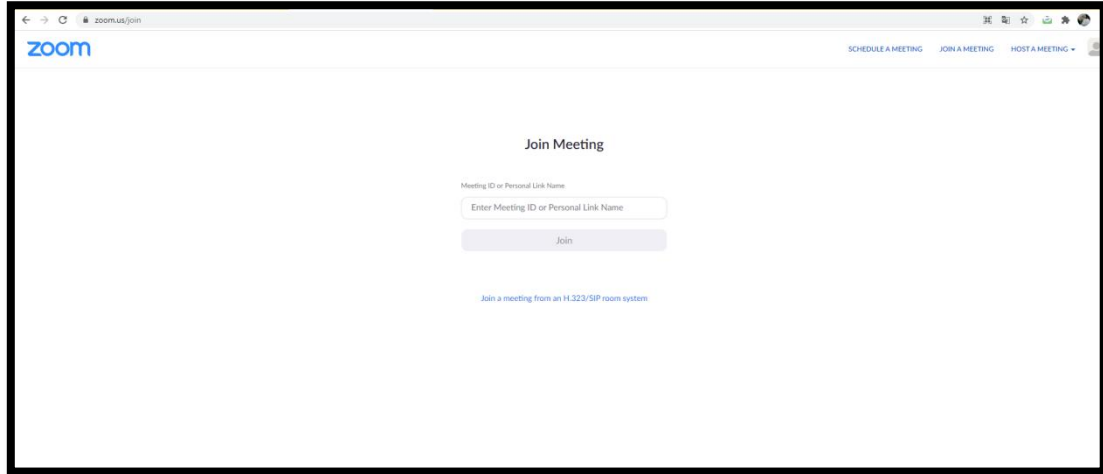 zoom.us/join
zoom
SCHEDULE A MEETING JOIN A MEETING HOST A MEETING
Join Meeting
Meeting ID or Personal Link Name
Enter Meeting ID or Personal Link Name
Join
Join a meeting from an H.323/SIP room system